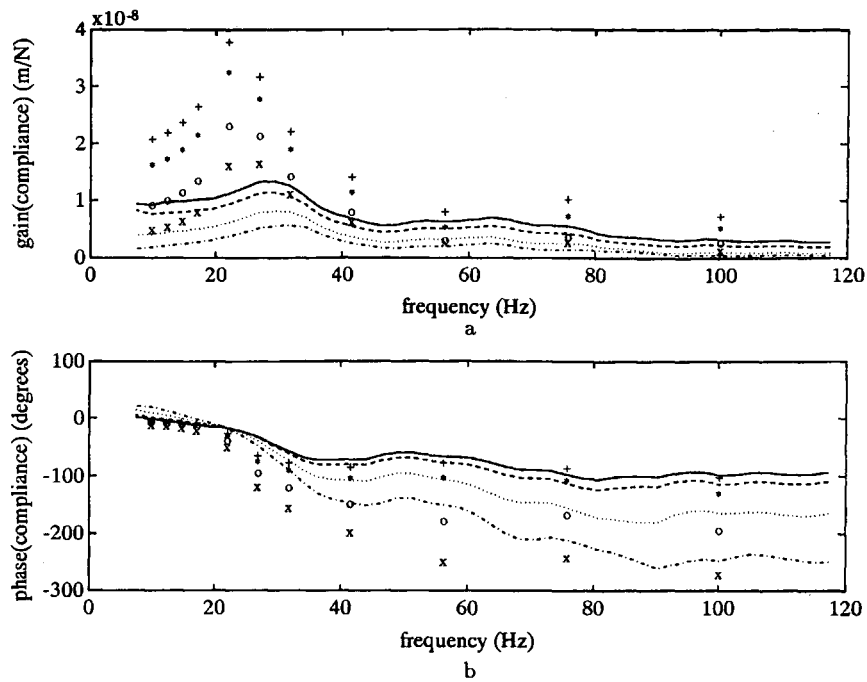 x10-8
4
3
2
1
0
gain(compliance) (m/N)
0 20 40 60 80 100 120
frequency (Hz)
a
100
0
-100
-200
-300
phase(compliance) (degrees)
0 20 40 60 80 100 120
frequency (Hz)
b